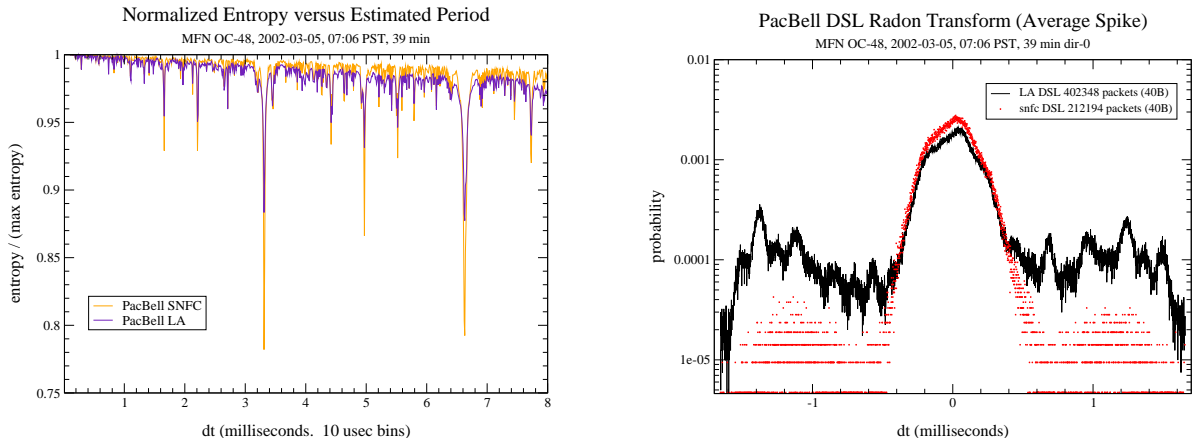 Normalized Entropy versus Estimated Period
MFN OC-48, 2002-03-05, 07:06 PST, 39 min
1
0.95
0.9
0.85
0.8
0.75
entropy / (max entropy)
PacBell SNFC
PacBell LA
1 2 3 4 5 6 7 8
dt (milliseconds. 10 usec bins)
PacBell DSL Radon Transform (Average Spike)
MFN OC-48, 2002-03-05, 07:06 PST, 39 min dir-0
0.01
0.001
0.0001
1e-05
probability
LA DSL 402348 packets (40B)
snfc DSL 212194 packets (40B)
-1 0 1
dt (milliseconds)